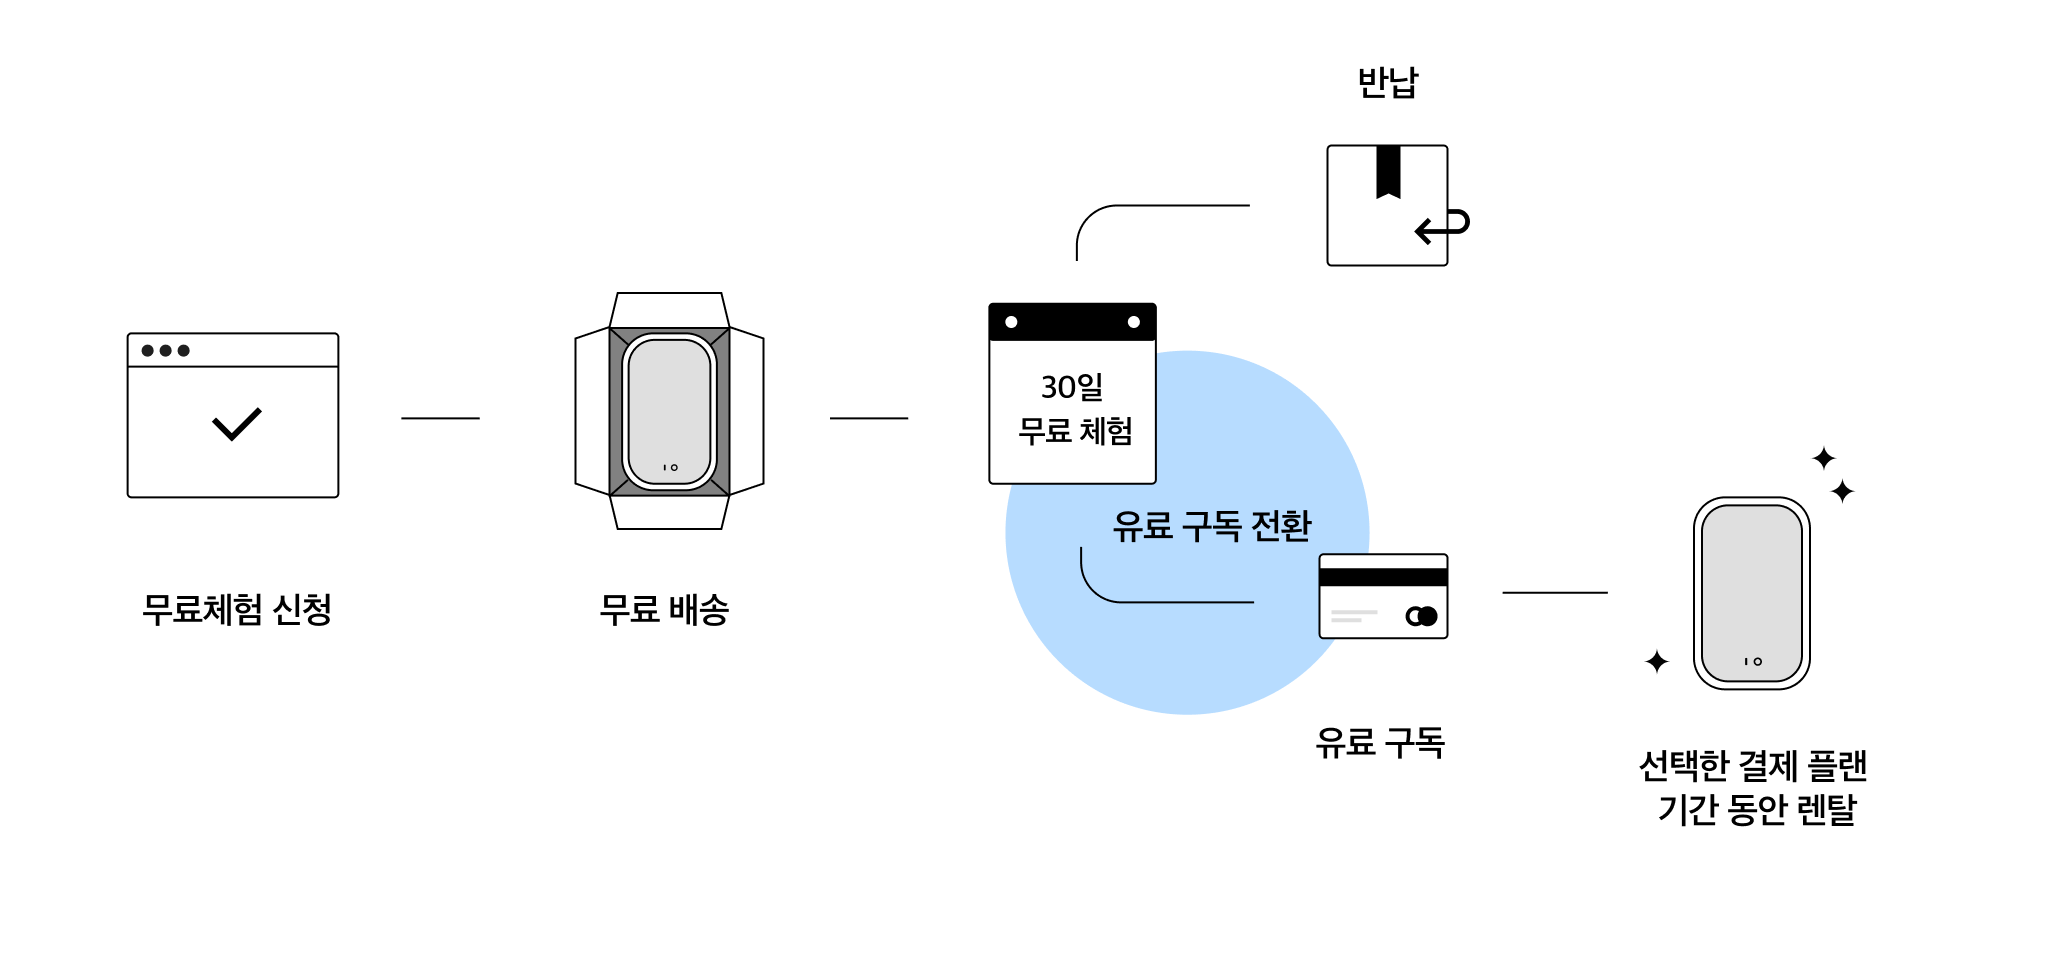 무료체험 신청
무료 배송
30일
무료 체험
반납
유료 구독 전환
유료 구독
선택한 결제 플랜
기간 동안 렌탈